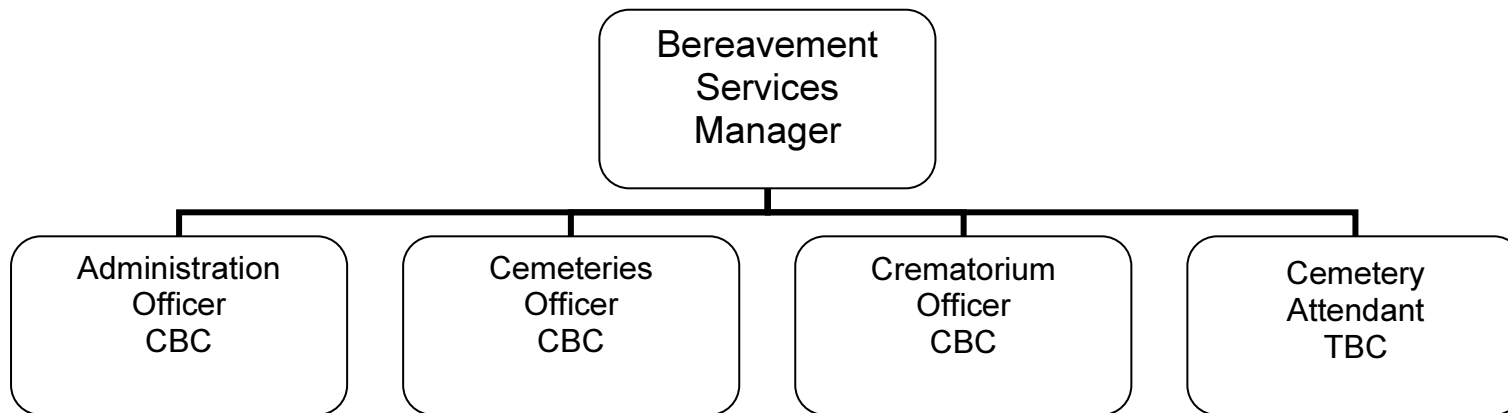 Bereavement
Services
Manager
Administration
Officer
CBC
Cemeteries
Officer
CBC
Crematorium
Officer
CBC
Cemetery
Attendant
TBC